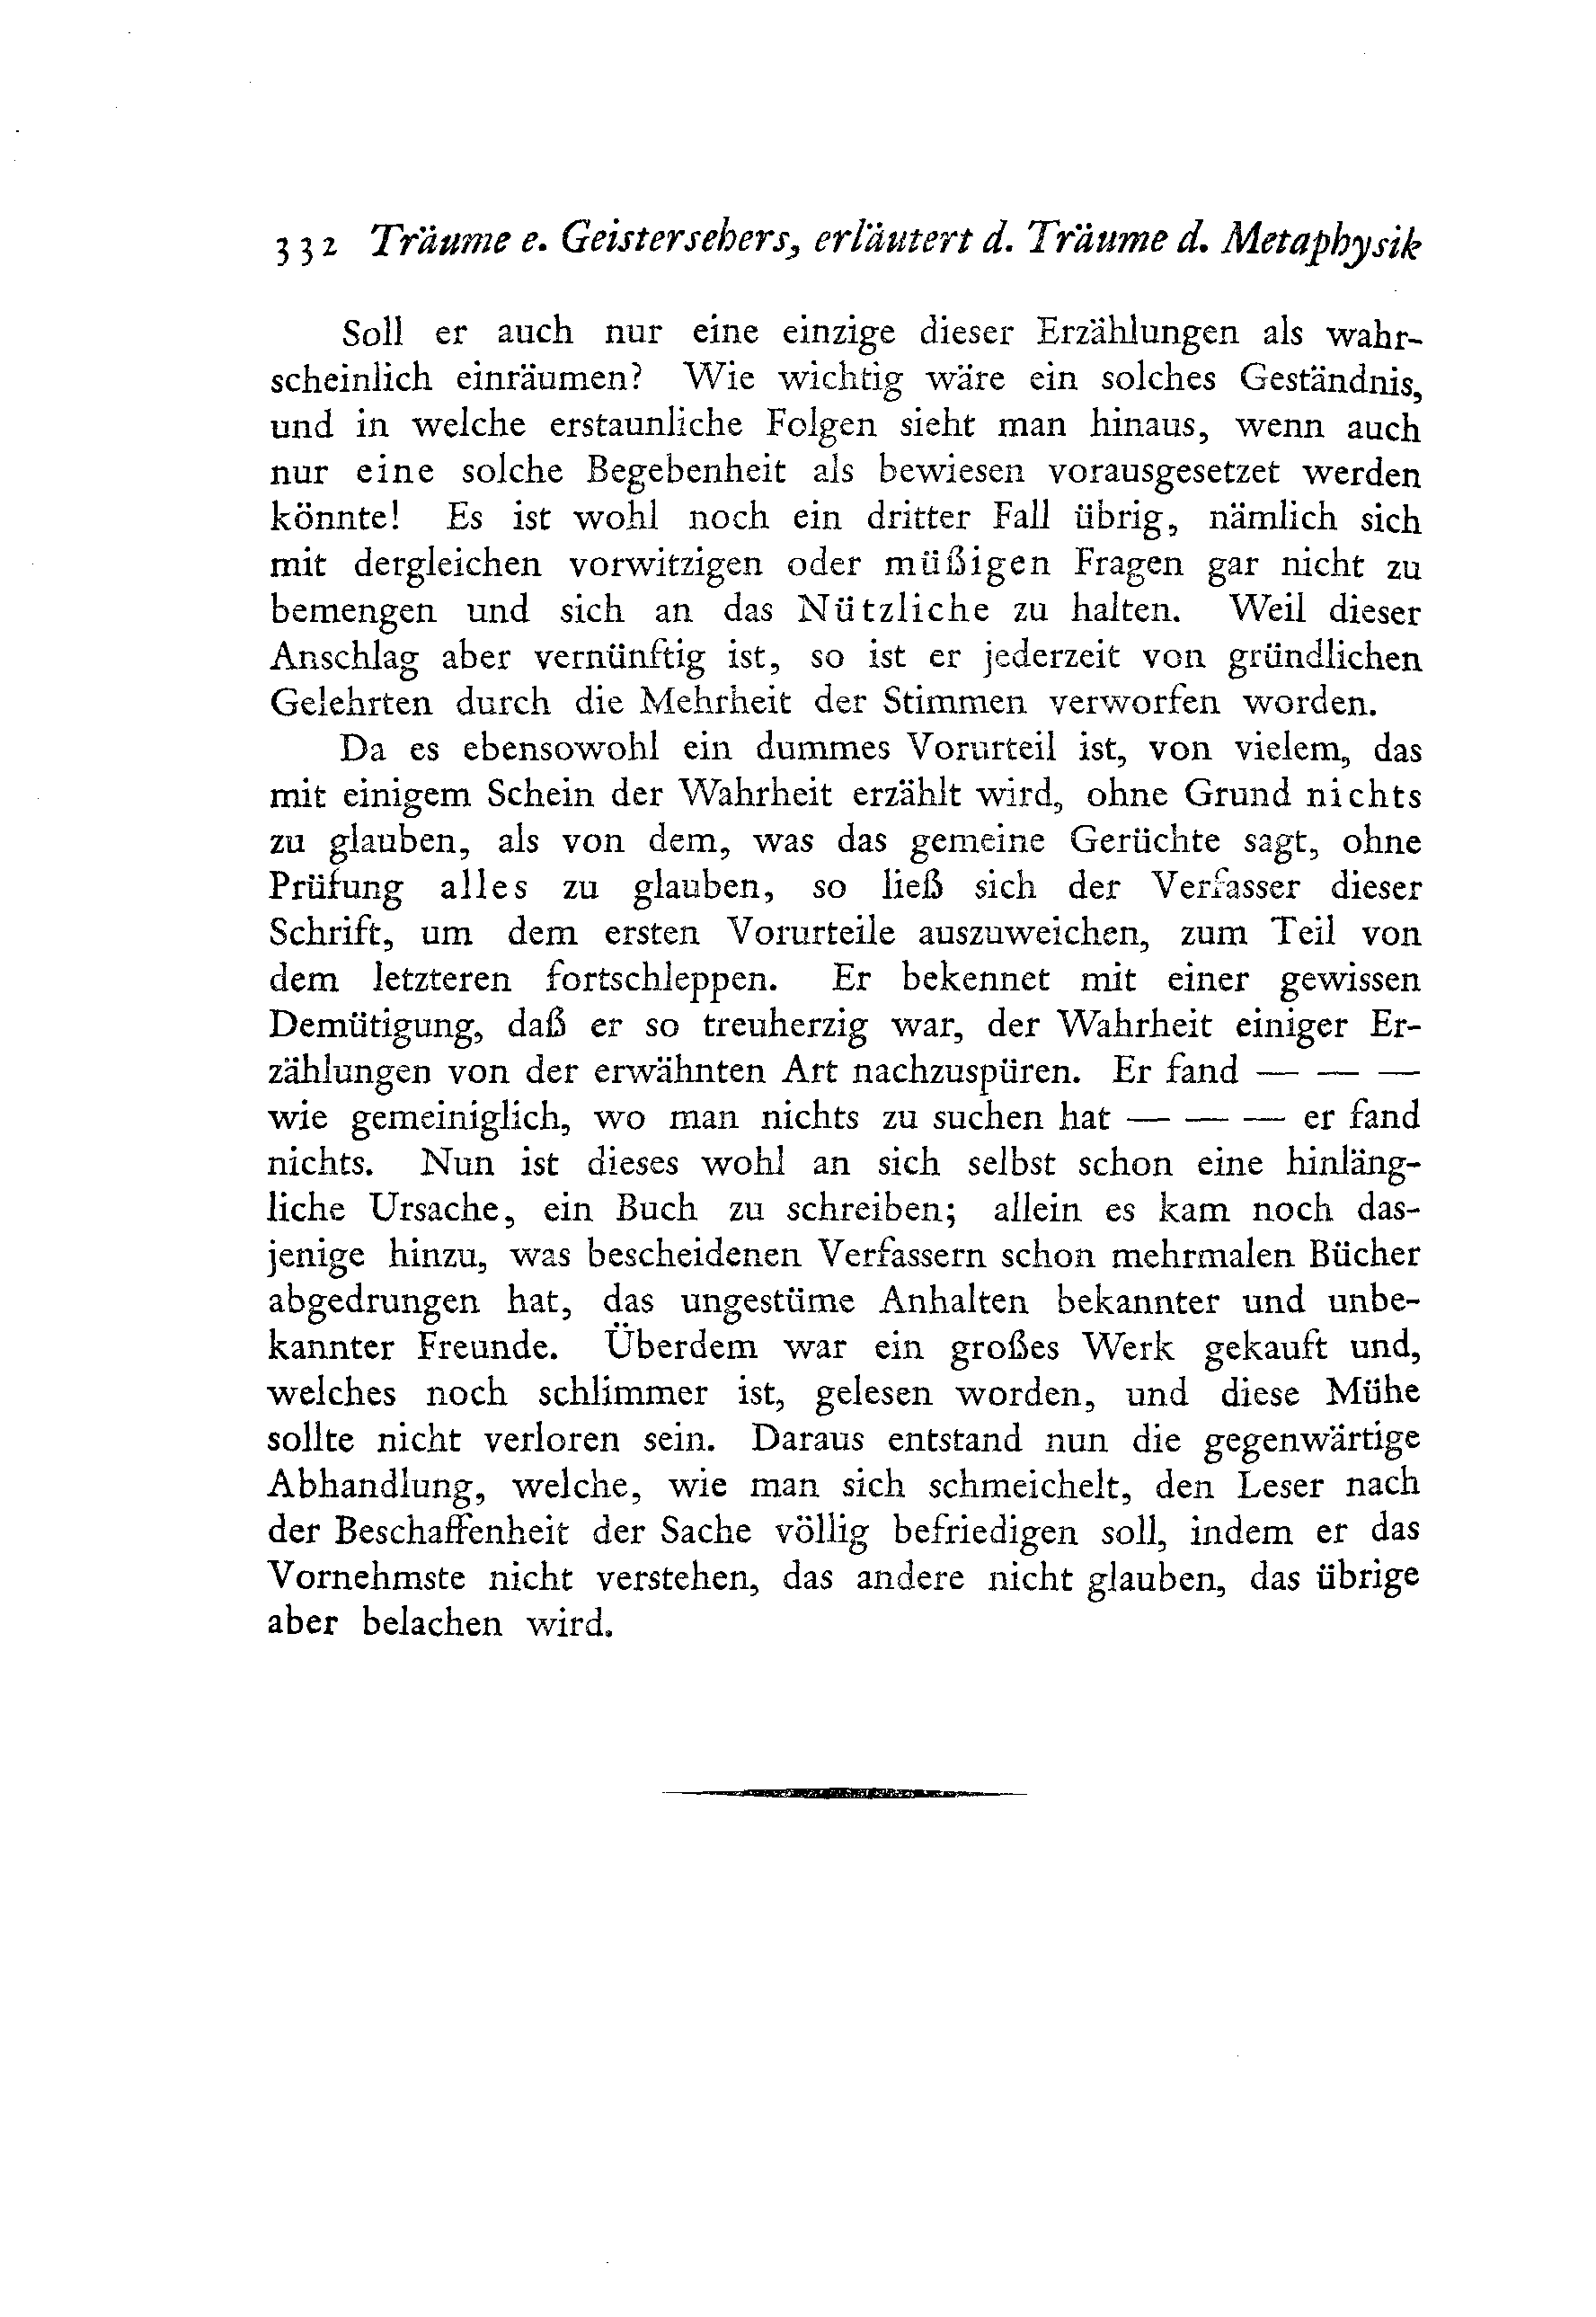 332 Träume e. Geistersehers, erläutert d. Träume d. Metaphysik
Soll er auch nur eine einzige dieser Erzählungen als wahr-
scheinlich einräumen? Wie wichtig wäre ein solches Geständnis,
und in welche erstaunliche Folgen sieht man hinaus, wenn auch
nur eine solche Begebenheit als bewiesen vorausgesetzet werden
könnte! Es ist wohl noch ein dritter Fall übrig, nämlich sich
mit dergleichen vorwitzigen oder müßigen Fragen gar nicht zu
bemengen und sich an das Nützliche zu halten. Weil dieser
Anschlag aber vernünftig ist, so ist er jederzeit von gründlichen
Gelehrten durch die Mehrheit der Stimmen verworfen worden.
Da es ebensowohl ein dummes Vorurteil ist, von vielem, das
mit einigem Schein der Wahrheit erzählt wird, ohne Grund nichts
zu glauben, als von dem, was das gemeine Gerüchte sagt, ohne
Prüfung alles zu glauben, so ließ sich der Verfasser dieser
Schrift, um dem ersten Vorurteile auszuweichen, zum Teil von
dem letzteren fortschleppen. Er bekennet mit einer gewissen
Demütigung, daß er so treuherzig war, der Wahrheit einiger Er-
zählungen von der erwähnten Art nachzuspüren. Er fand — — —
wie gemeiniglich, wo man nichts zu suchen hat — — — er fand
nichts. Nun ist dieses wohl an sich selbst schon eine hinläng-
liche Ursache, ein Buch zu schreiben; allein es kam noch das-
jenige hinzu, was bescheidenen Verfassern schon mehrmalen Bücher
abgedrungen hat, das ungestüme Anhalten bekannter und unbe-
kannter Freunde. Überdem war ein großes Werk gekauft und,
welches noch schlimmer ist, gelesen worden, und diese Mühe
sollte nicht verloren sein. Daraus entstand nun die gegenwärtige
Abhandlung, welche, wie man sich schmeichelt, den Leser nach
der Beschaffenheit der Sache völlig befriedigen soll, indem er das
Vornehmste nicht verstehen, das andere nicht glauben, das übrige
aber belachen wird.